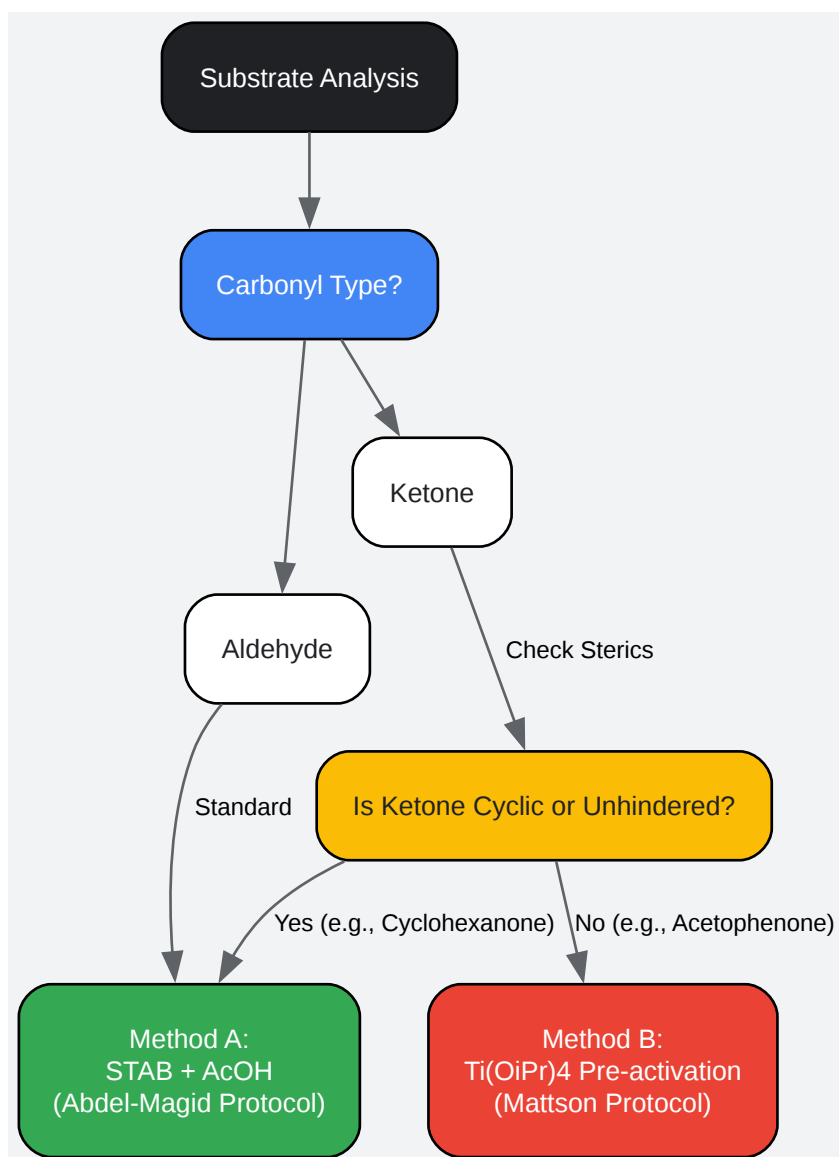 Substrate Analysis
Carbonyl Type?
Ketone
Aldehyde
Check Sterics
Standard
Is Ketone Cyclic or Unhindered?
Yes (e.g., Cyclohexanone)
No (e.g., Acetophenone)
Method A:
STAB + AcOH
(Abdel-Magid Protocol)
Method B:
Ti(OiPr)4 Pre-activation
(Mattson Protocol)